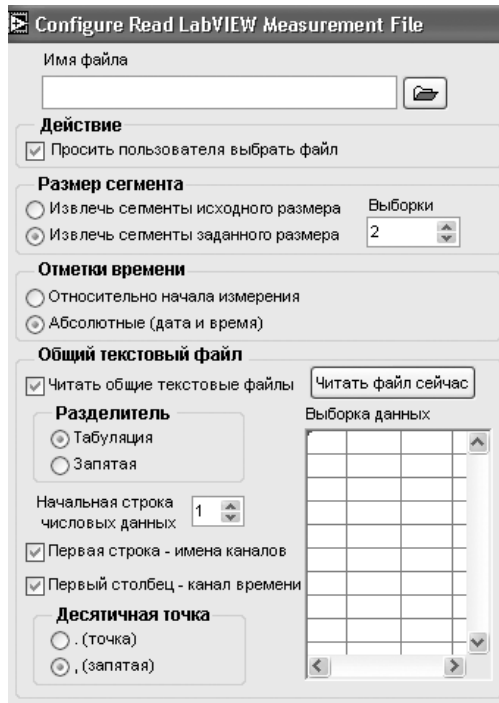 Configure Read LabVIEW Measurement File
Имя файла
Действие
Просить пользователя выбрать файл
Размер сегмента
Извлечь сегменты исходного размера
Выборки
Извлечь сегменты заданного размера
2
Отметки времени
Относительно начала измерения
Абсолютные (дата и время)
Общий текстовый файл
Читать общие текстовые файлы
Читать файл сейчас
Разделитель
Выборка данных
Табуляция
Запятая
Начальная строка
числовых данных
1
Первая строка - имена каналов
Первый столбец - канал времени
Десятичная точка
. (точка)
, (запятая)